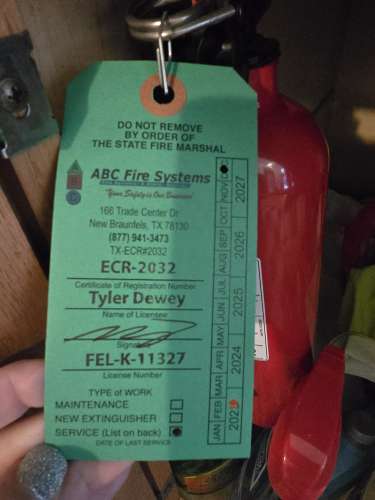 DO NOT REMOVE
BY ORDER OF
THE STATE FIRE MARSHAL
ABC Fire Systems
"Your Safety is Our Business"
166 Trade Center Dr
New Braunfels, TX 78130
(877) 941-3473
TX-ECR#2032
ECR-2032
Certificate of Registration Number
Tyler Dewey
Name of Licensee
Signature
FEL-K-11327
License Number
TYPE of WORK
MAINTENANCE
NEW EXTINGUISHER
SERVICE (List on back)
DATE OF LAST SERVICE
JAN FEB MAR APR MAY JUN JUL AUG SEP OCT NOV
2024 2025 2026 2027